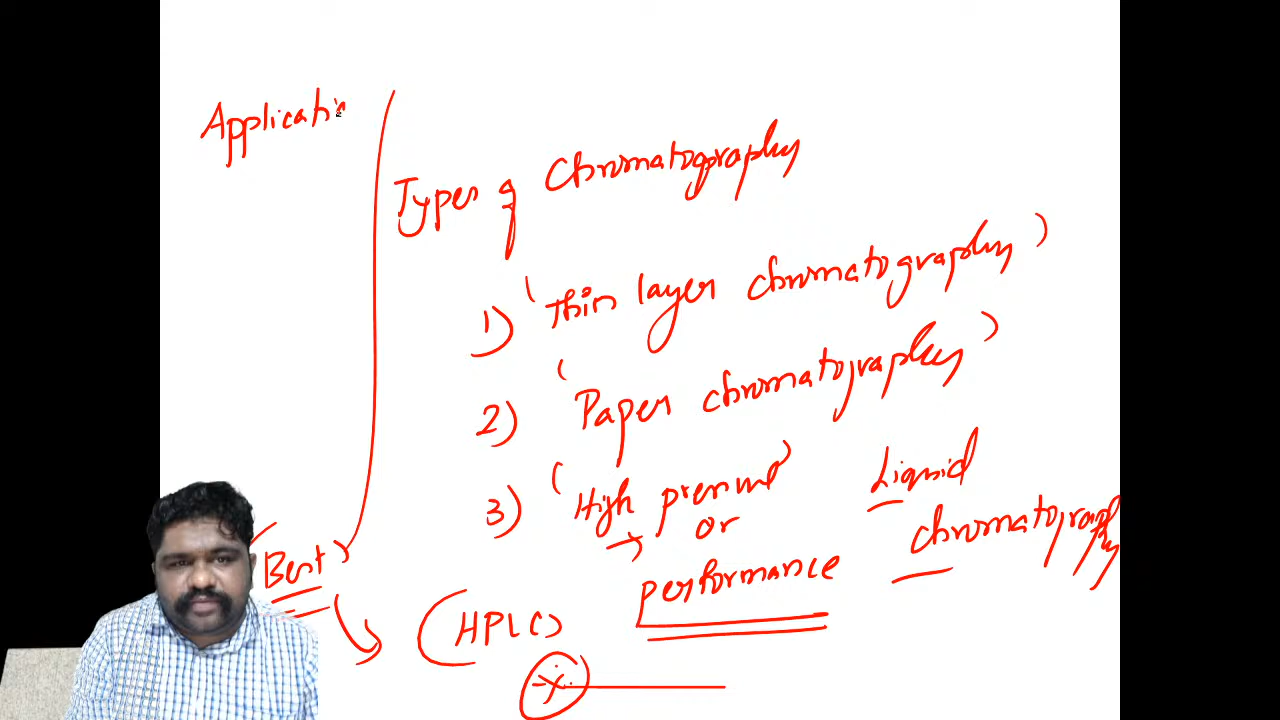 Applicatio
Types of Chromatography
1) (Thin layer chromatography)
2) (Paper chromatography)
3) (High pressure) Liquid
or chromatography
performance
(Best)
(HPLC)